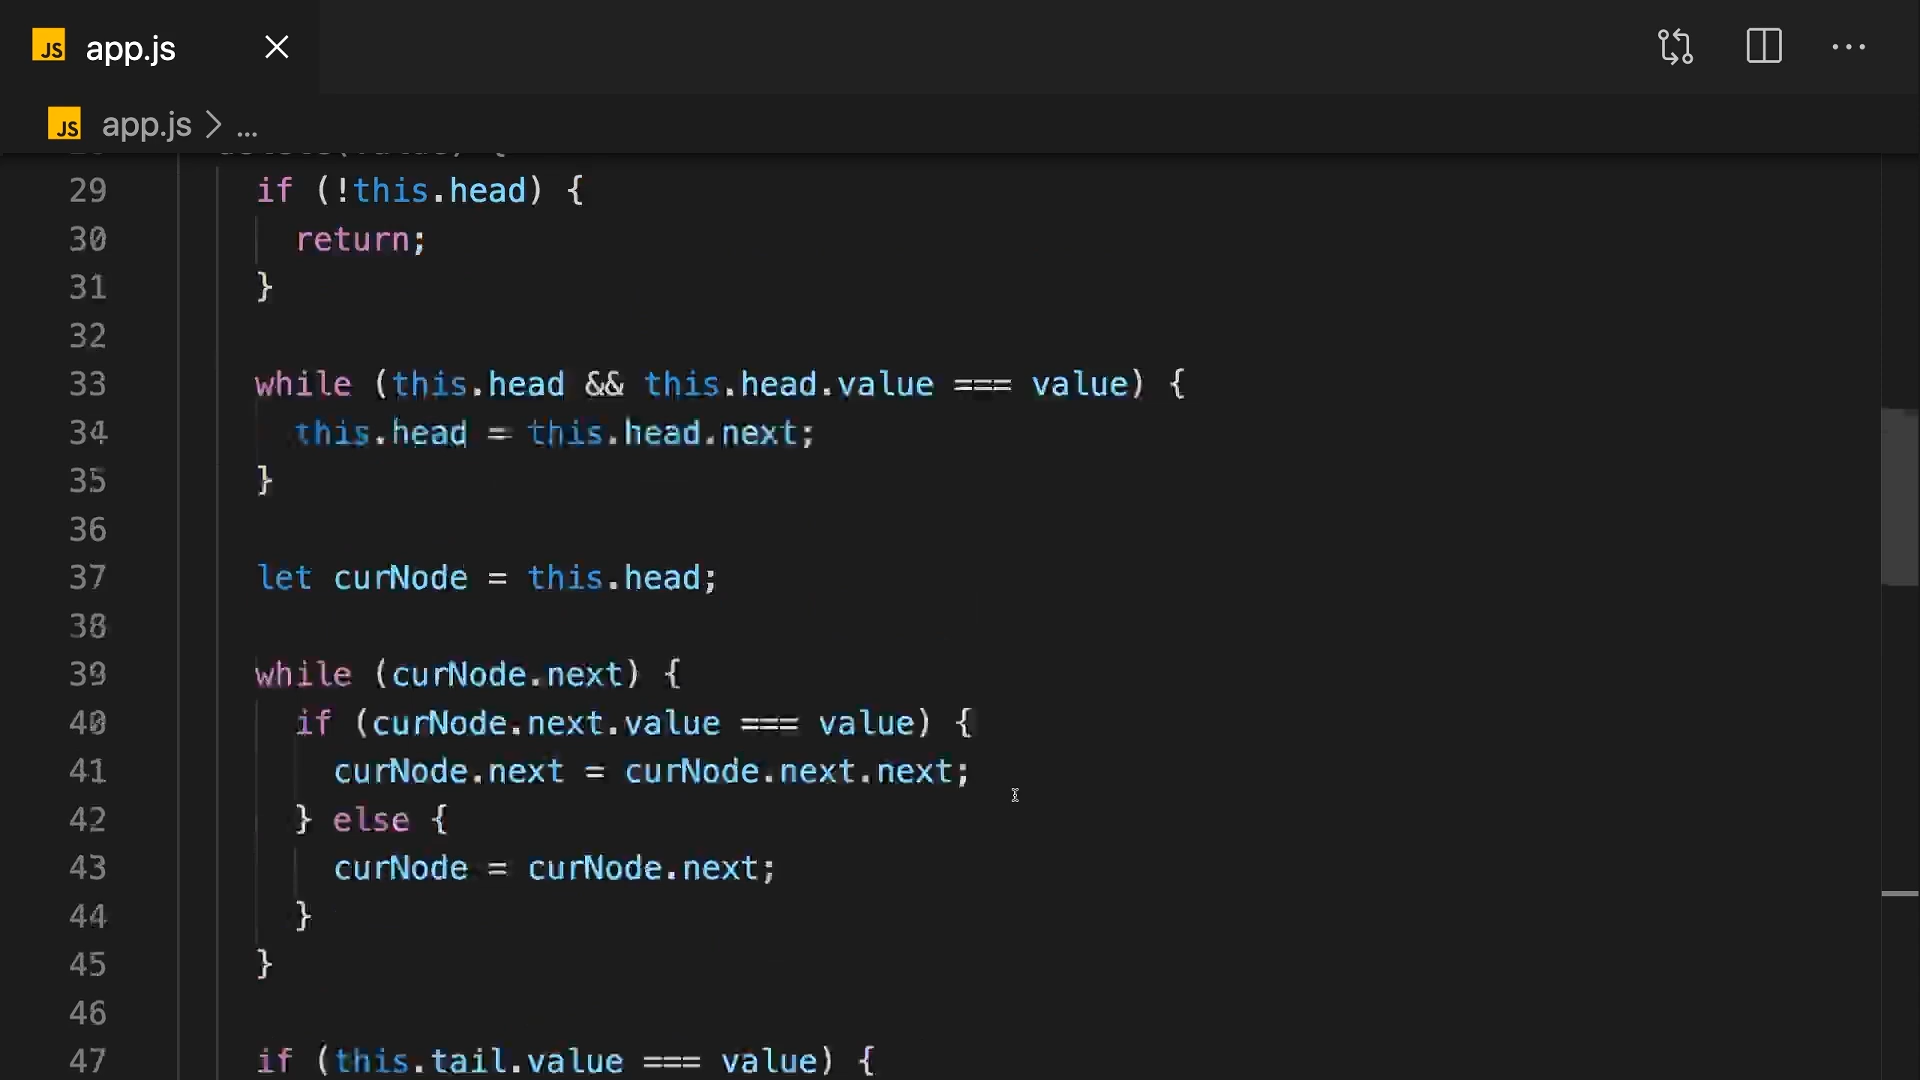 JS app.js
JS app.js > ...
29 if (!this.head) {
30 return;
31 }
32
33 while (this.head && this.head.value === value) {
34 this.head = this.head.next;
35 }
36
37 let curNode = this.head;
38
39 while (curNode.next) {
40 if (curNode.next.value === value) {
41 curNode.next = curNode.next.next;
42 } else {
43 curNode = curNode.next;
44 }
45 }
46
47 if (this.tail.value === value) {